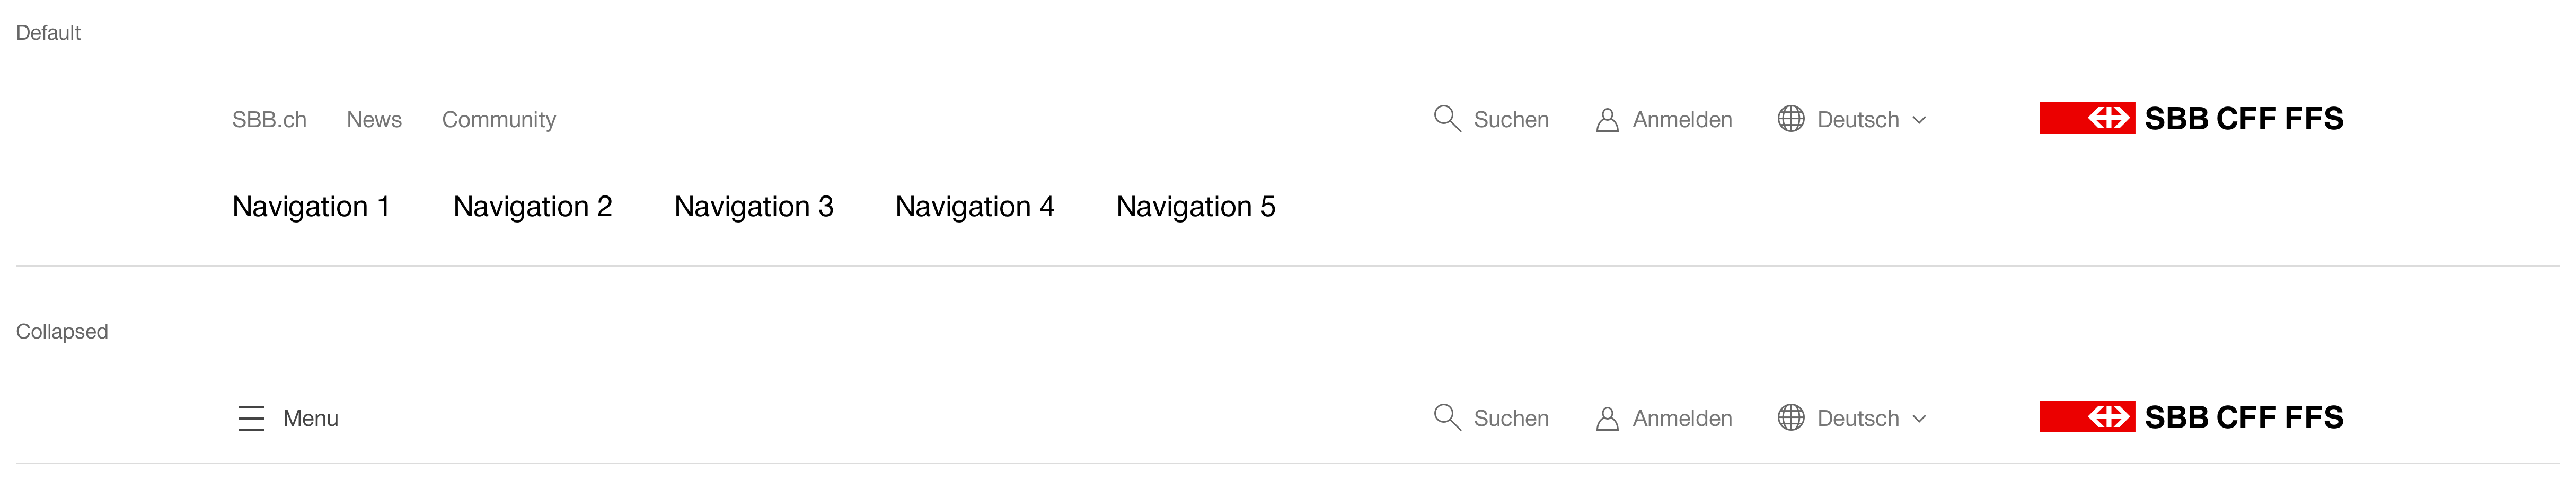 Default
SBB.ch News Community Suchen Anmelden Deutsch SBB CFF FFS
Navigation 1 Navigation 2 Navigation 3 Navigation 4 Navigation 5
Collapsed
Menu Suchen Anmelden Deutsch SBB CFF FFS